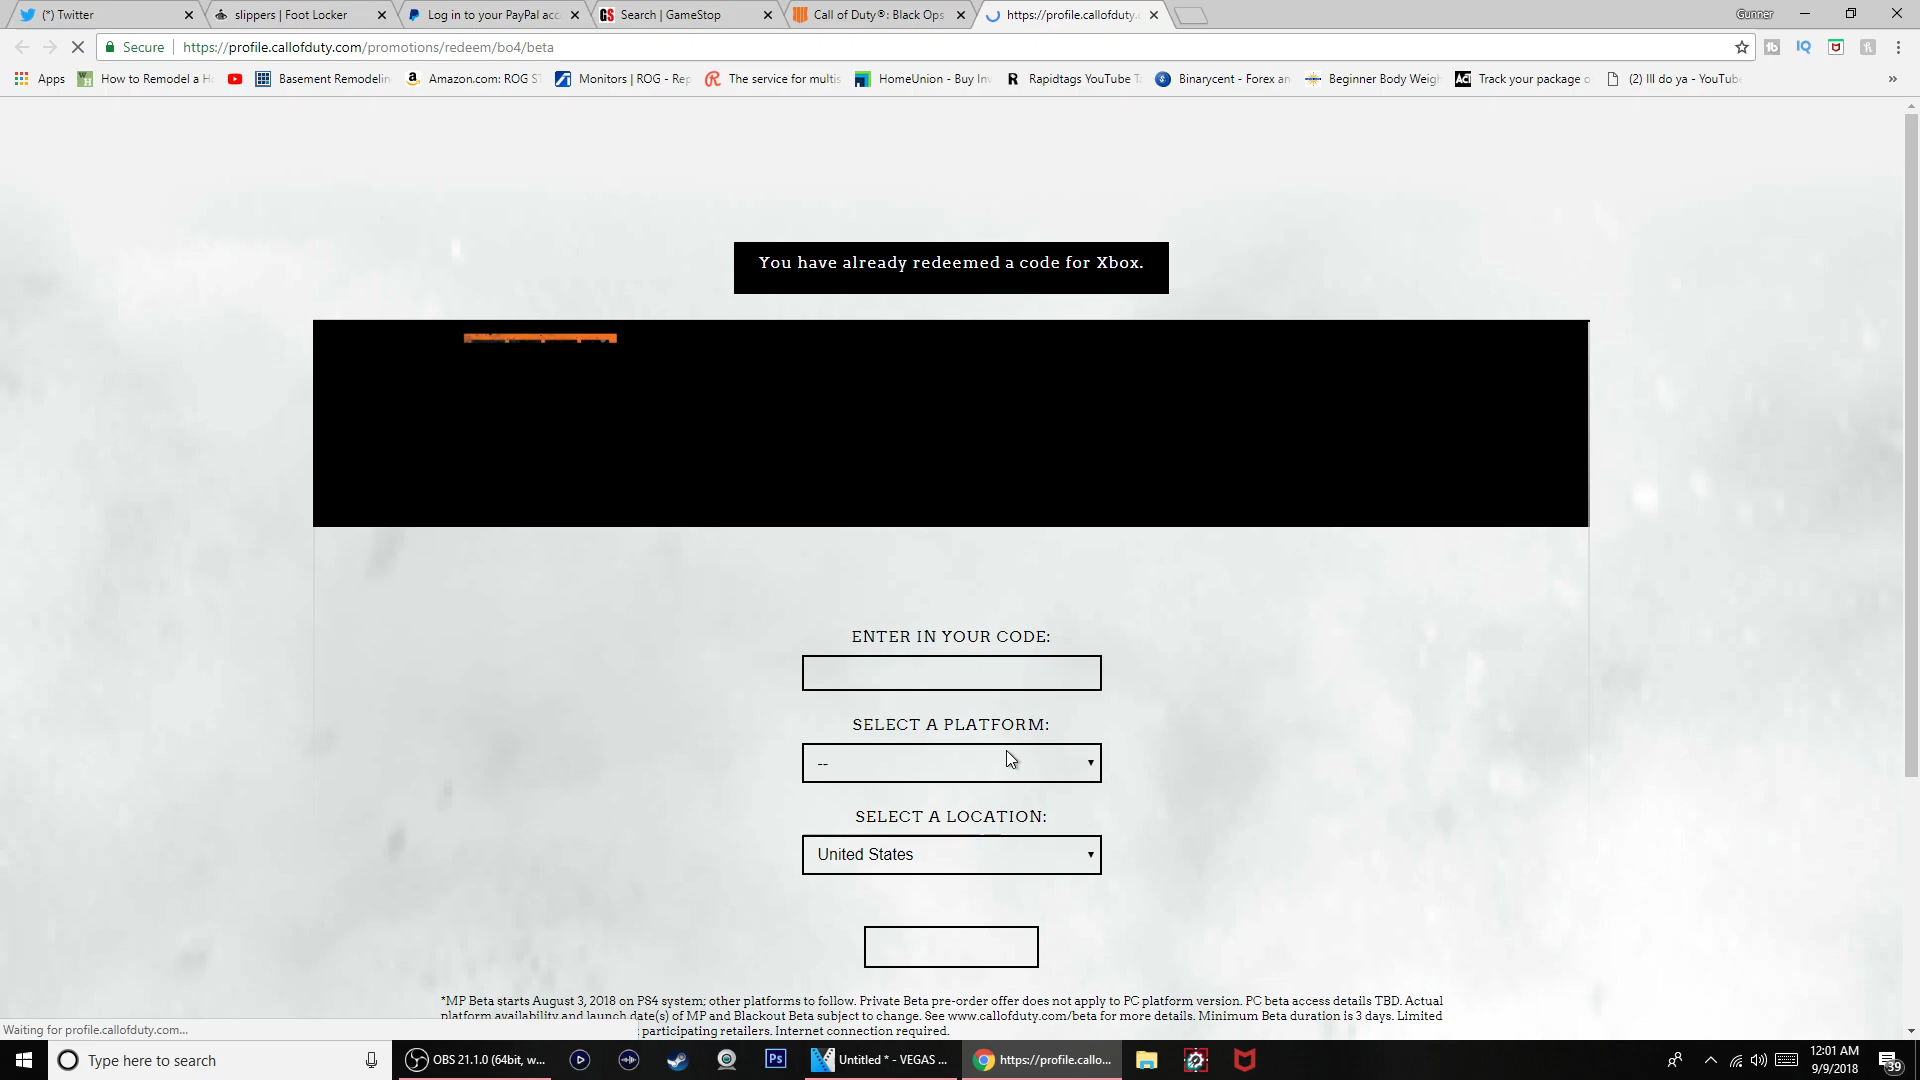 (*) Twitter
slippers | Foot Locker
Log in to your PayPal acc
Search | GameStop
Call of Duty®: Black Ops
https://profile.callofduty.
Gunner
Secure
https://profile.callofduty.com/promotions/redeem/bo4/beta
Apps
How to Remodel a H
Basement Remodelin
Amazon.com: ROG ST
Monitors | ROG - Rep
The service for multis
HomeUnion - Buy Inv
Rapidtags YouTube T
Binarycent - Forex an
Beginner Body Weigh
Track your package o
(2) Ill do ya - YouTube
You have already redeemed a code for Xbox.
ENTER IN YOUR CODE:
SELECT A PLATFORM:
--
SELECT A LOCATION:
United States
*MP Beta starts August 3, 2018 on PS4 system; other platforms to follow. Private Beta pre-order offer does not apply to PC platform version. PC beta access details TBD. Actual
platform availability and launch date(s) of MP and Blackout Beta subject to change. See www.callofduty.com/beta for more details. Minimum Beta duration is 3 days. Limited
participating retailers. Internet connection required.
Waiting for profile.callofduty.com...
Type here to search
OBS 21.1.0 (64bit, w...
Ps
Untitled * - VEGAS ...
https://profile.callo...
12:01 AM
9/9/2018
39